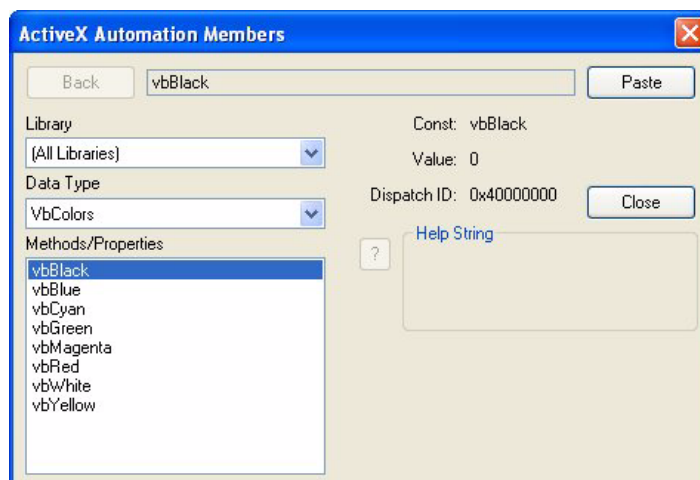 ActiveX Automation Members
Back
vbBlack
Paste
Library
(All Libraries)
Data Type
VbColors
Methods/Properties
vbBlack
vbBlue
vbCyan
vbGreen
vbMagenta
vbRed
vbWhite
vbYellow
Const: vbBlack
Value: 0
Dispatch ID: 0x40000000
Close
?
Help String